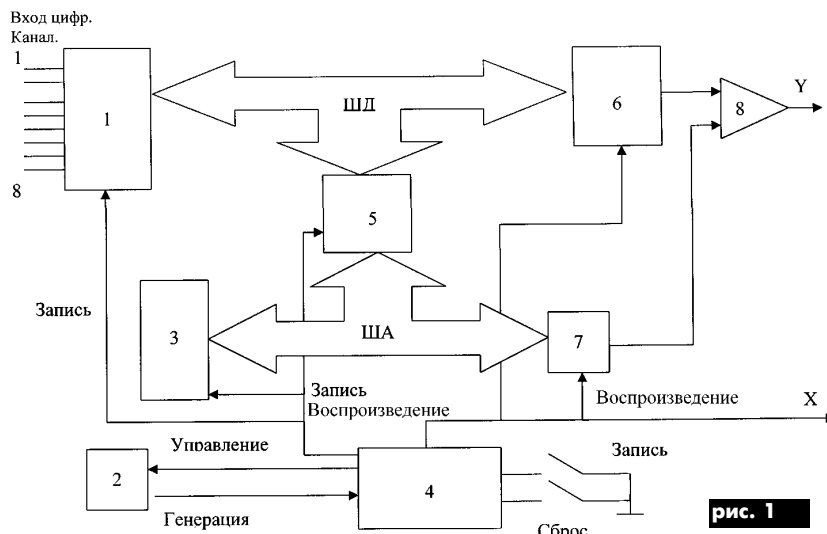 Вход цифр.
Канал.
1
8
1
ШД
6
8
Y
5
Запись
3
ША
7
Запись
Воспроизведение
Воспроизведение
X
Управление
2
Генерация
4
Запись
Сброс
рис. 1